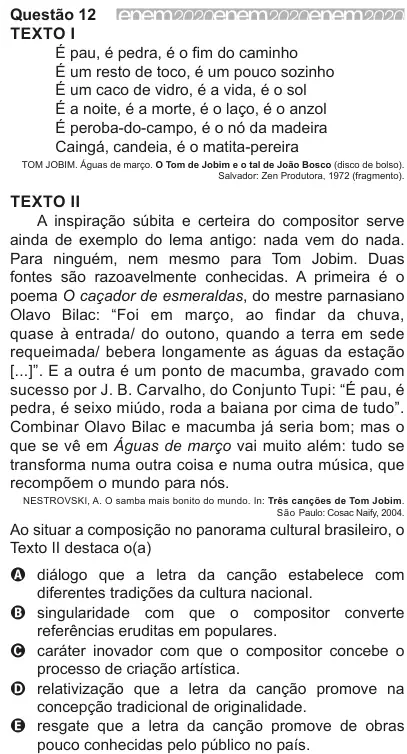 Questão 12 enem2020enem2020enem2020
TEXTO I
É pau, é pedra, é o fim do caminho
É um resto de toco, é um pouco sozinho
É um caco de vidro, é a vida, é o sol
É a noite, é a morte, é o laço, é o anzol
É peroba-do-campo, é o nó da madeira
Caingá, candeia, é o matita-pereira
TOM JOBIM. Águas de março. O Tom de Jobim e o tal de João Bosco (disco de bolso).
Salvador: Zen Produtora, 1972 (fragmento).
TEXTO II
A inspiração súbita e certeira do compositor serve
ainda de exemplo do lema antigo: nada vem do nada.
Para ninguém, nem mesmo para Tom Jobim. Duas
fontes são razoavelmente conhecidas. A primeira é o
poema O caçador de esmeraldas, do mestre parnasiano
Olavo Bilac: “Foi em março, ao findar da chuva,
quase à entrada/ do outono, quando a terra em sede
requeimada/ bebera longamente as águas da estação
[...]”. E a outra é um ponto de macumba, gravado com
sucesso por J. B. Carvalho, do Conjunto Tupi: “É pau, é
pedra, é seixo miúdo, roda a baiana por cima de tudo”.
Combinar Olavo Bilac e macumba já seria bom; mas o
que se vê em Águas de março vai muito além: tudo se
transforma numa outra coisa e numa outra música, que
recompõem o mundo para nós.
NESTROVSKI, A. O samba mais bonito do mundo. In: Três canções de Tom Jobim.
São Paulo: Cosac Naify, 2004.
Ao situar a composição no panorama cultural brasileiro, o
Texto II destaca o(a)
A diálogo que a letra da canção estabelece com
diferentes tradições da cultura nacional.
B singularidade com que o compositor converte
referências eruditas em populares.
C caráter inovador com que o compositor concebe o
processo de criação artística.
D relativização que a letra da canção promove na
concepção tradicional de originalidade.
E resgate que a letra da canção promove de obras
pouco conhecidas pelo público no país.